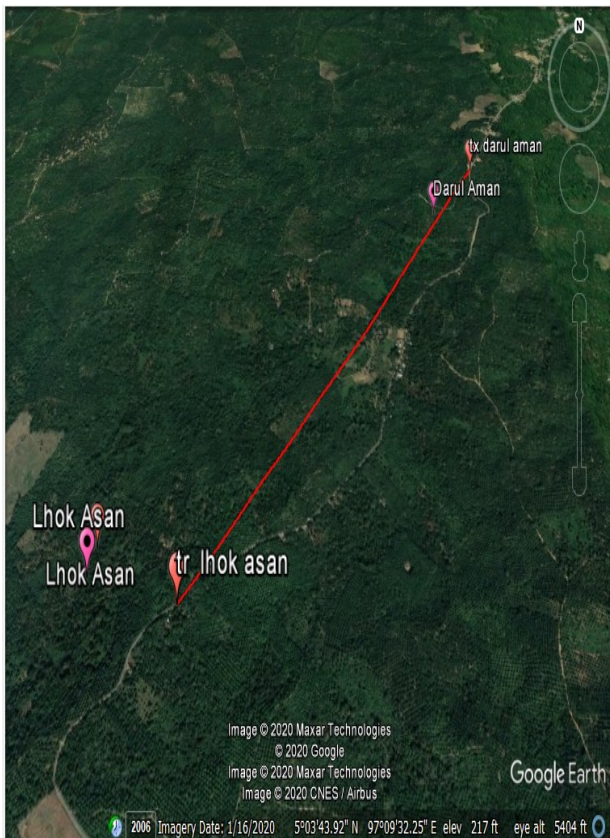 N
tx darul aman
Darul Aman
Lhok Asan
Lhok Asan
tr lhok asan
Image © 2020 Maxar Technologies
© 2020 Google
Image © 2020 Maxar Technologies
Image © 2020 CNES / Airbus
Google Earth
2006 Imagery Date: 1/16/2020 5°03'43.92" N 97°09'32.25" E elev 217 ft eye alt 5404 ft